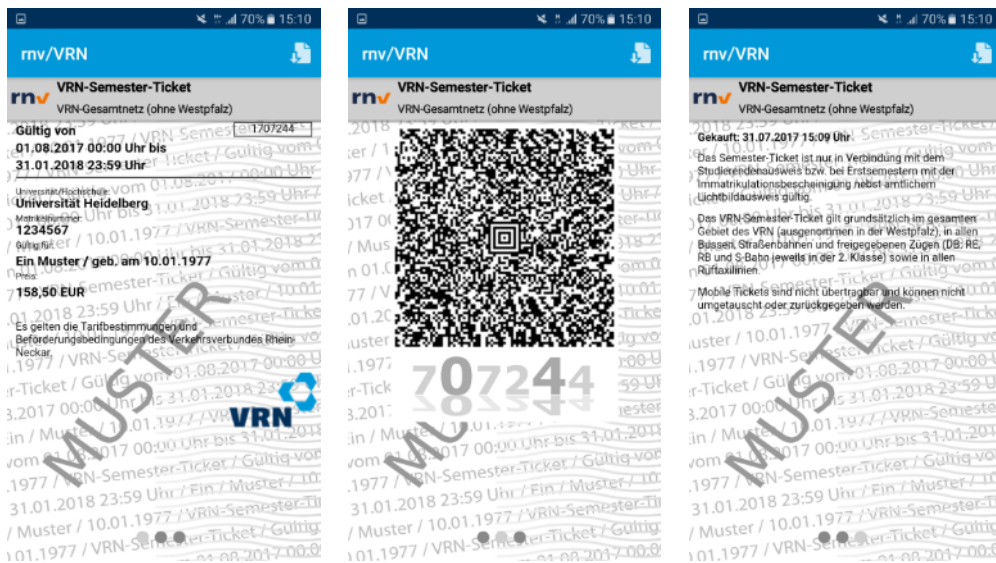 70% 15:10
rnv/VRN
rnv
VRN-Semester-Ticket
VRN-Gesamtnetz (ohne Westpfalz)
Gültig von
1707244
01.08.2017 00:00 Uhr bis
31.01.2018 23:59 Uhr
Universität/Hochschule:
Universität Heidelberg
Matrikelnummer:
1234567
Gültig für:
Ein Muster / geb. am 10.01.1977
Preis:
158,50 EUR
Es gelten die Tarifbestimmungen und
Beförderungsbedingungen des Verkehrsverbundes Rhein-
Neckar.
VRN
MUSTER
70% 15:10
rnv/VRN
rnv
VRN-Semester-Ticket
VRN-Gesamtnetz (ohne Westpfalz)
707244
MUSTER
70% 15:10
rnv/VRN
rnv
VRN-Semester-Ticket
VRN-Gesamtnetz (ohne Westpfalz)
Gekauft: 31.07.2017 15:09 Uhr
Das Semester-Ticket ist nur in Verbindung mit dem
Studierendenausweis bzw. bei Erstsemestern mit der
Immatrikulationsbescheinigung nebst amtlichem
Lichtbildausweis gültig.
Das VRN-Semester-Ticket gilt grundsätzlich im gesamten
Gebiet des VRN (ausgenommen in der Westpfalz), in allen
Bussen, Straßenbahnen und freigegebenen Zügen (DB: RE,
RB und S-Bahn jeweils in der 2. Klasse) sowie in allen
Ruftaxilinien.
Mobile Tickets sind nicht übertragbar und können nicht
umgetauscht oder zurückgegeben werden.
MUSTER